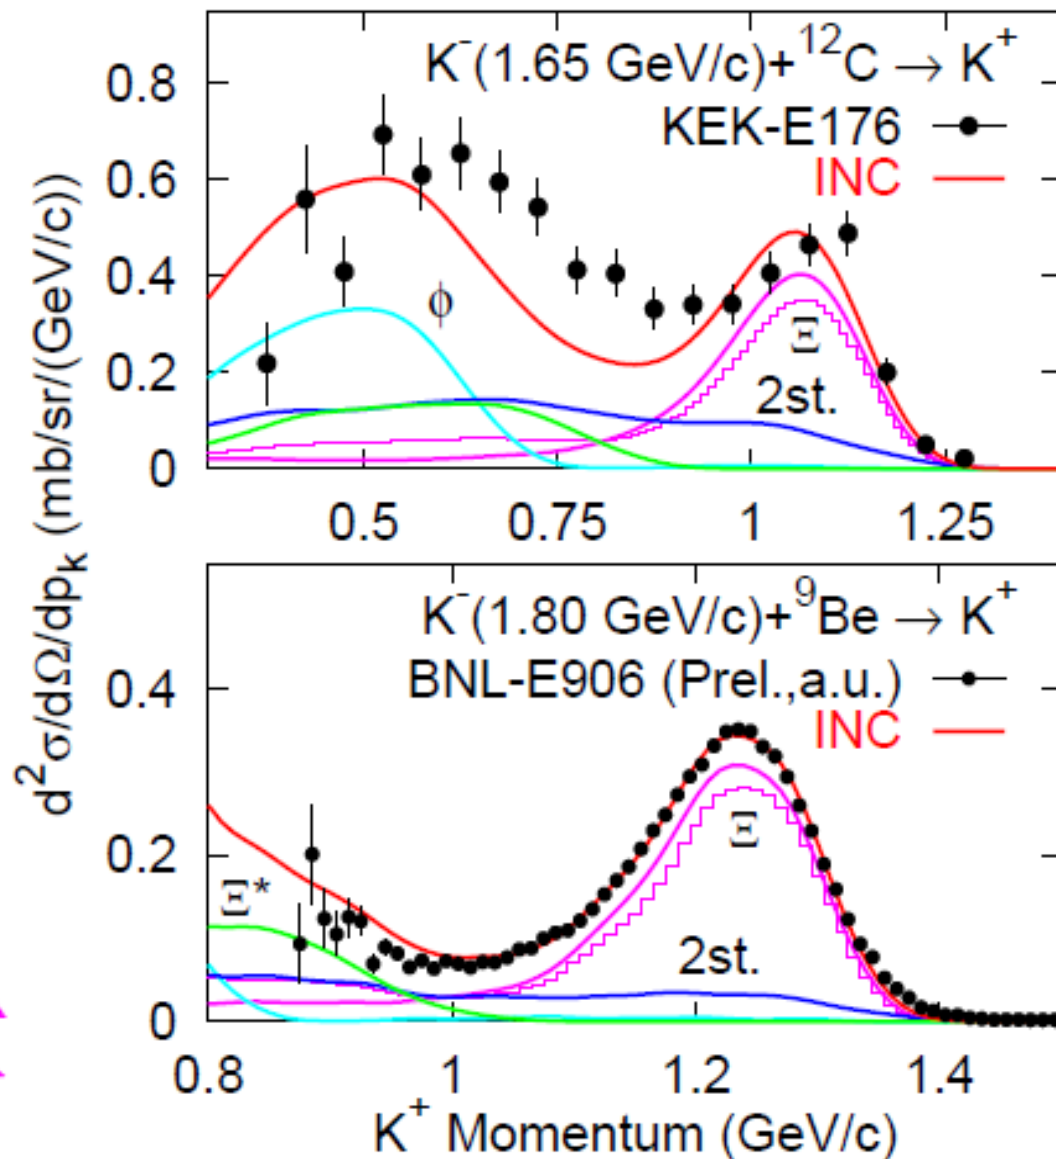 d²σ/dΩ/dpₖ (mb/sr/(GeV/c))
K⁻(1.65 GeV/c)+¹²C → K⁺
KEK-E176
INC
0.8
0.6
0.4
0.2
0
ϕ
Ξ
2st.
0.5 0.75 1 1.25
K⁻(1.80 GeV/c)+⁹Be → K⁺
BNL-E906 (Prel.,a.u.)
INC
0.4
0.2
0
Ξ*
Ξ
2st.
0.8 1 1.2 1.4
K⁺ Momentum (GeV/c)